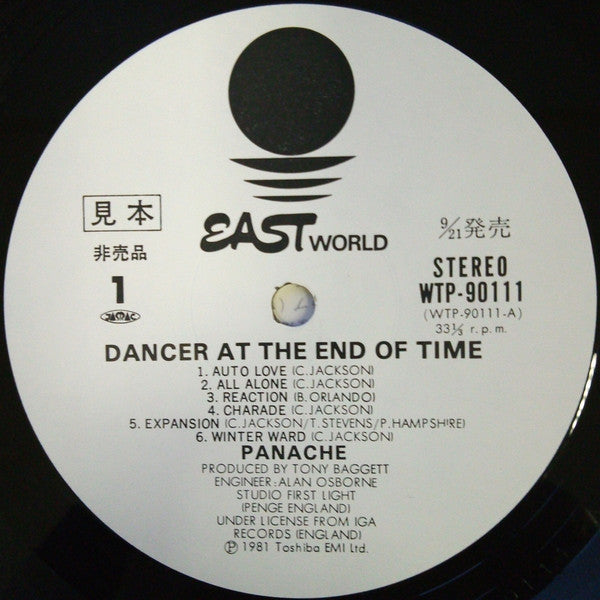 EAST WORLD
見本
非売品
1
JASRAC
9/21発売
STEREO
WTP-90111
(WTP-90111-A)
33⅓ r.p.m.
DANCER AT THE END OF TIME
1. AUTO LOVE (C.JACKSON)
2. ALL ALONE (C.JACKSON)
3. REACTION (B.ORLANDO)
4. CHARADE (C.JACKSON)
5. EXPANSION (C.JACKSON/T.STEVENS/P.HAMPSHIRE)
6. WINTER WARD (C.JACKSON)
PANACHE
PRODUCED BY TONY BAGGETT
ENGINEER: ALAN OSBORNE
STUDIO FIRST LIGHT
(PENGE ENGLAND)
UNDER LICENSE FROM IGA
RECORDS (ENGLAND)
Ⓟ 1981 Toshiba EMI Ltd.